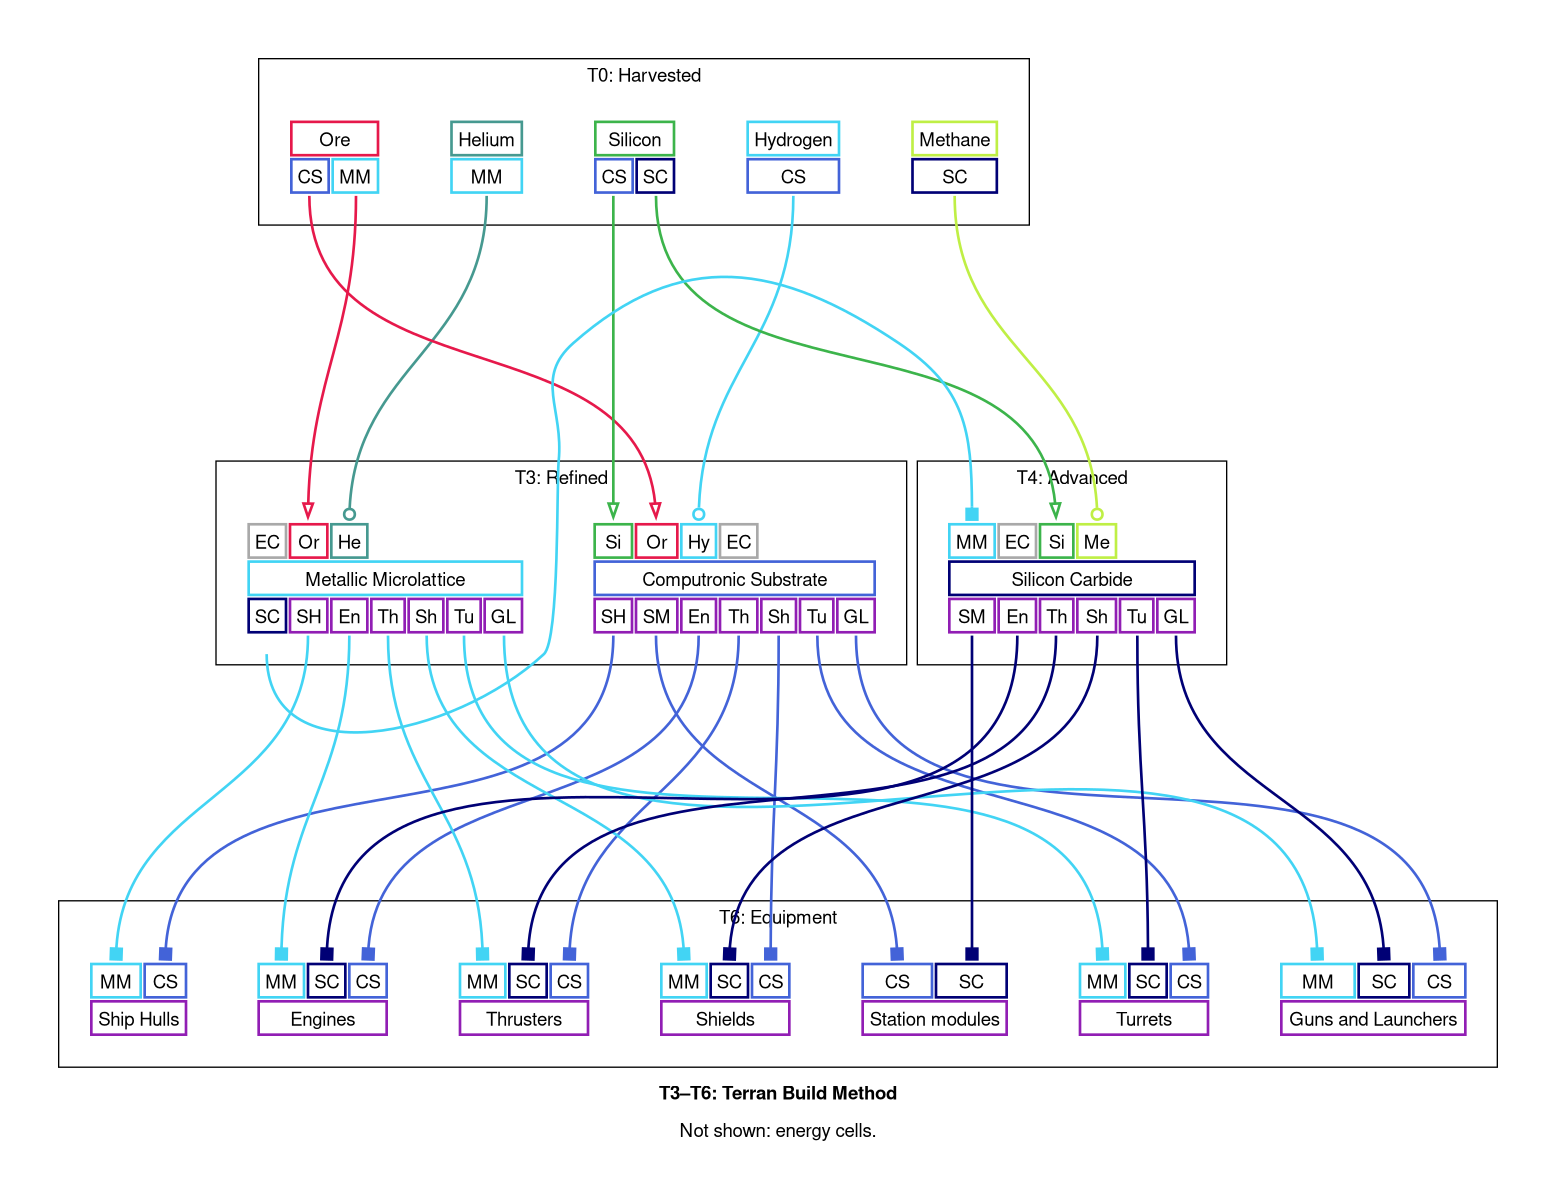 T0: Harvested
Ore Helium Silicon Hydrogen Methane
CS MM MM CS SC CS SC
T3: Refined T4: Advanced
EC Or He Si Or Hy EC MM EC Si Me
Metallic Microlattice Computronic Substrate Silicon Carbide
SC SH En Th Sh Tu GL SH SM En Th Sh Tu GL SM En Th Sh Tu GL
T6: Equipment
MM CS MM SC CS MM SC CS MM SC CS CS SC MM SC CS MM SC CS
Ship Hulls Engines Thrusters Shields Station modules Turrets Guns and Launchers
T3–T6: Terran Build Method
Not shown: energy cells.